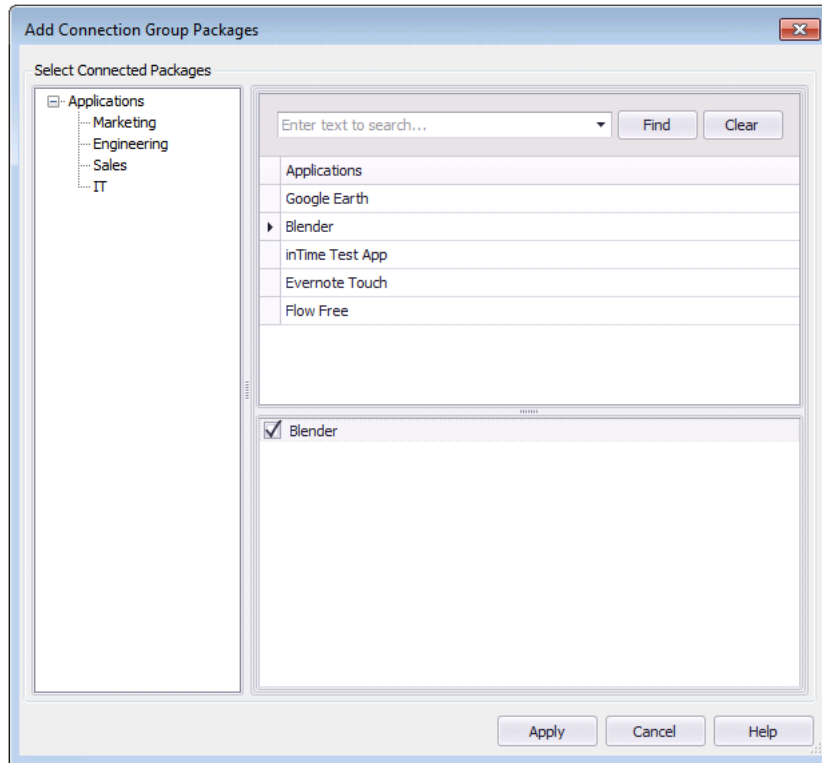 Add Connection Group Packages
Select Connected Packages
Applications
Marketing
Engineering
Sales
IT
Enter text to search...
Find
Clear
Applications
Google Earth
Blender
inTime Test App
Evernote Touch
Flow Free
Blender
Apply
Cancel
Help